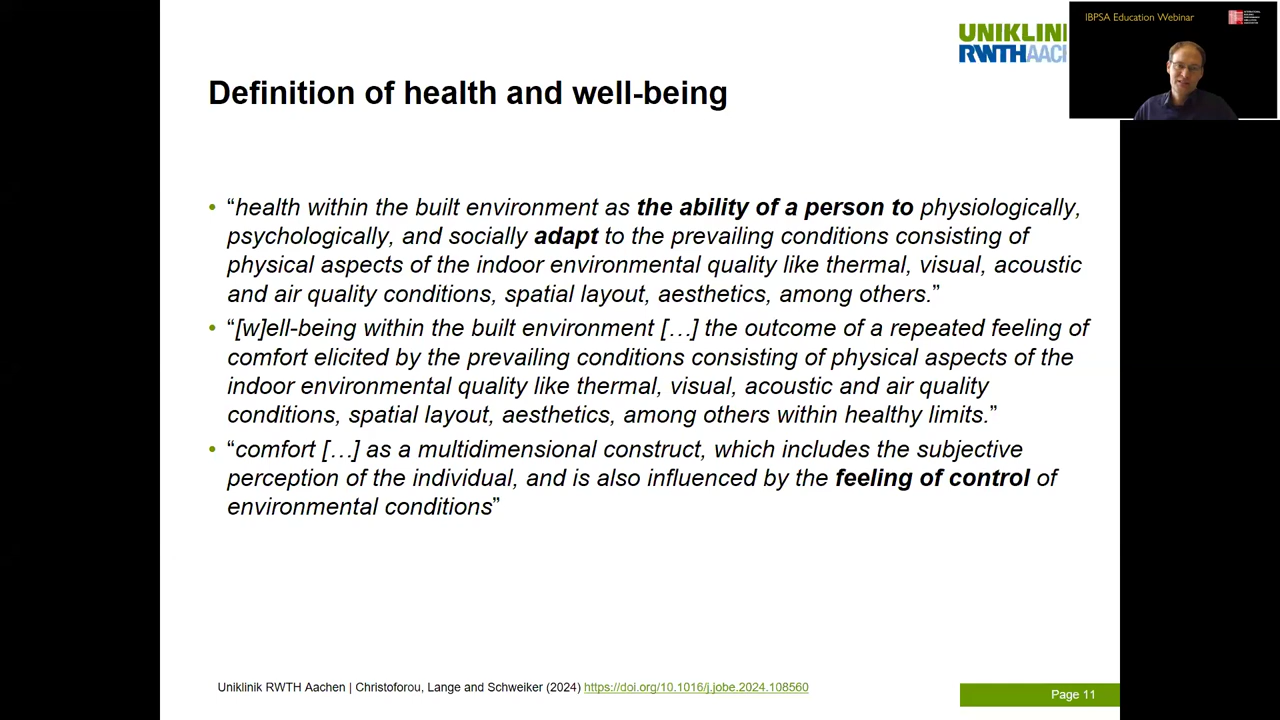 IBPSA Education Webinar
UNIKLINI
RWTHAACH
Definition of health and well-being
• “health within the built environment as the ability of a person to physiologically,
psychologically, and socially adapt to the prevailing conditions consisting of
physical aspects of the indoor environmental quality like thermal, visual, acoustic
and air quality conditions, spatial layout, aesthetics, among others.”
• “[w]ell-being within the built environment […] the outcome of a repeated feeling of
comfort elicited by the prevailing conditions consisting of physical aspects of the
indoor environmental quality like thermal, visual, acoustic and air quality
conditions, spatial layout, aesthetics, among others within healthy limits.”
• “comfort […] as a multidimensional construct, which includes the subjective
perception of the individual, and is also influenced by the feeling of control of
environmental conditions”
Uniklinik RWTH Aachen | Christoforou, Lange and Schweiker (2024) https://doi.org/10.1016/j.jobe.2024.108560
Page 11